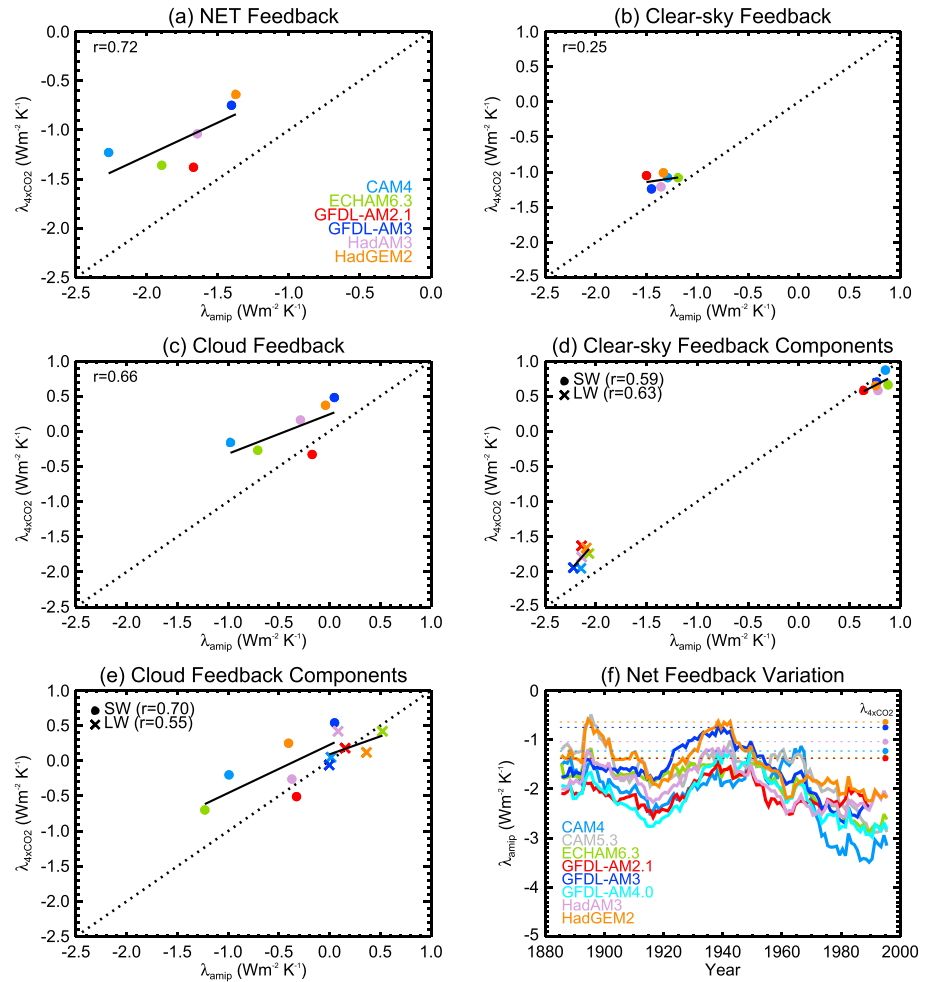 (a) NET Feedback
r=0.72
0.0
-0.5
-1.0
-1.5
-2.0
-2.5
λ4xCO2 (Wm-2 K-1)
CAM4
ECHAM6.3
GFDL-AM2.1
GFDL-AM3
HadAM3
HadGEM2
-2.5 -2.0 -1.5 -1.0 -0.5 0.0
λamip (Wm-2 K-1)
(b) Clear-sky Feedback
r=0.25
1.0
0.5
0.0
-0.5
-1.0
-1.5
-2.0
-2.5
λ4xCO2 (Wm-2 K-1)
-2.5 -2.0 -1.5 -1.0 -0.5 0.0 0.5 1.0
λamip (Wm-2 K-1)
(c) Cloud Feedback
r=0.66
1.0
0.5
0.0
-0.5
-1.0
-1.5
-2.0
-2.5
λ4xCO2 (Wm-2 K-1)
-2.5 -2.0 -1.5 -1.0 -0.5 0.0 0.5 1.0
λamip (Wm-2 K-1)
(d) Clear-sky Feedback Components
SW (r=0.59)
LW (r=0.63)
1.0
0.5
0.0
-0.5
-1.0
-1.5
-2.0
-2.5
λ4xCO2 (Wm-2 K-1)
-2.5 -2.0 -1.5 -1.0 -0.5 0.0 0.5 1.0
λamip (Wm-2 K-1)
(e) Cloud Feedback Components
SW (r=0.70)
LW (r=0.55)
1.0
0.5
0.0
-0.5
-1.0
-1.5
-2.0
-2.5
λ4xCO2 (Wm-2 K-1)
-2.5 -2.0 -1.5 -1.0 -0.5 0.0 0.5 1.0
λamip (Wm-2 K-1)
(f) Net Feedback Variation
λ4xCO2
0
-1
-2
-3
-4
-5
λamip (Wm-2 K-1)
CAM4
CAM5.3
ECHAM6.3
GFDL-AM2.1
GFDL-AM3
GFDL-AM4.0
HadAM3
HadGEM2
1880 1900 1920 1940 1960 1980 2000
Year